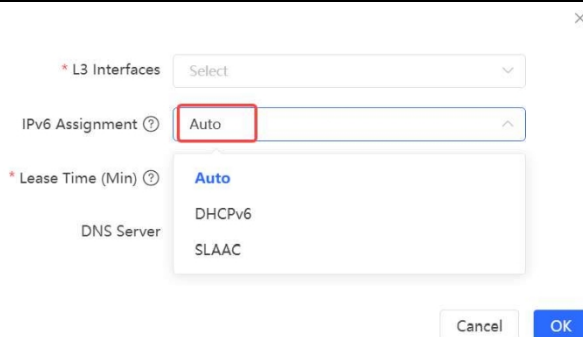 * L3 Interfaces Select
IPv6 Assignment ? Auto
* Lease Time (Min) ?
Auto
DHCPv6
DNS Server
SLAAC
Cancel OK